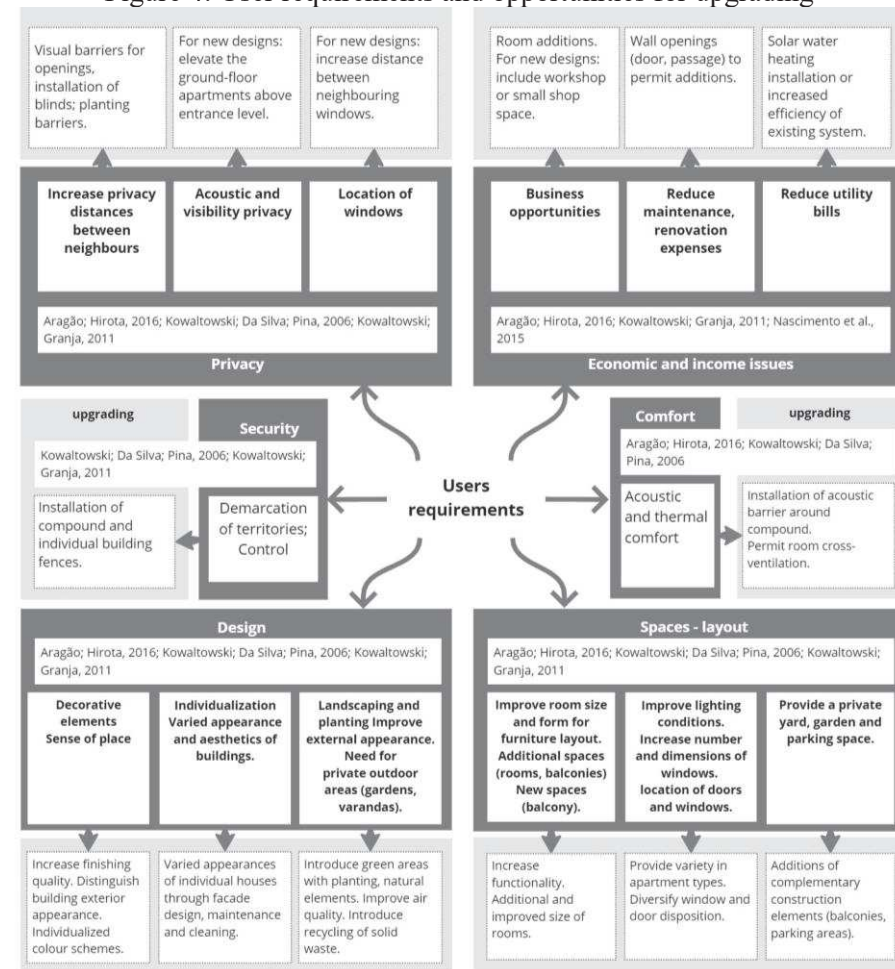 Figure 4. User requirements and opportunities for upgrading
Visual barriers for
openings,
installation of
blinds; planting
barriers.
For new designs:
elevate the
ground-floor
apartments above
entrance level.
For new designs:
increase distance
between
neighbouring
windows.
Increase privacy
distances
between
neighbours
Acoustic and
visibility privacy
Location of
windows
Aragão; Hirota, 2016; Kowaltowski; Da Silva; Pina, 2006; Kowaltowski;
Granja, 2011
Privacy
Room additions.
For new designs:
include workshop
or small shop
space.
Wall openings
(door, passage) to
permit additions.
Solar water
heating
installation or
increased
efficiency of
existing system.
Business
opportunities
Reduce
maintenance,
renovation
expenses
Reduce utility
bills
Aragão; Hirota, 2016; Kowaltowski; Granja, 2011; Nascimento et al.,
2015
Economic and income issues
upgrading
Security
Kowaltowski; Da Silva; Pina, 2006; Kowaltowski;
Granja, 2011
Installation of
compound and
individual building
fences.
Demarcation
of territories;
Control
Users
requirements
Comfort
upgrading
Aragão; Hirota, 2016; Kowaltowski; Da Silva;
Pina, 2006
Acoustic
and thermal
comfort
Installation of acoustic
barrier around
compound.
Permit room cross-
ventilation.
Design
Aragão; Hirota, 2016; Kowaltowski; Da Silva; Pina, 2006; Kowaltowski;
Granja, 2011
Decorative
elements
Sense of place
Individualization
Varied appearance
and aesthetics of
buildings.
Landscaping and
planting Improve
external appearance.
Need for
private outdoor
areas (gardens,
varandas).
Increase finishing
quality. Distinguish
building exterior
appearance.
Individualized
colour schemes.
Varied appearances
of individual houses
through facade
design, maintenance
and cleaning.
Introduce green areas
with planting, natural
elements. Improve air
quality. Introduce
recycling of solid
waste.
Spaces - layout
Aragão; Hirota, 2016; Kowaltowski; Da Silva; Pina, 2006; Kowaltowski;
Granja, 2011
Improve room size
and form for
furniture layout.
Additional spaces
(rooms, balconies)
New spaces
(balcony).
Improve lighting
conditions.
Increase number
and dimensions of
windows.
location of doors
and windows.
Provide a private
yard, garden and
parking space.
Increase
functionality.
Additional and
improved size of
rooms.
Provide variety in
apartment types.
Diversify window and
door disposition.
Additions of
complementary
construction
elements (balconies,
parking areas).